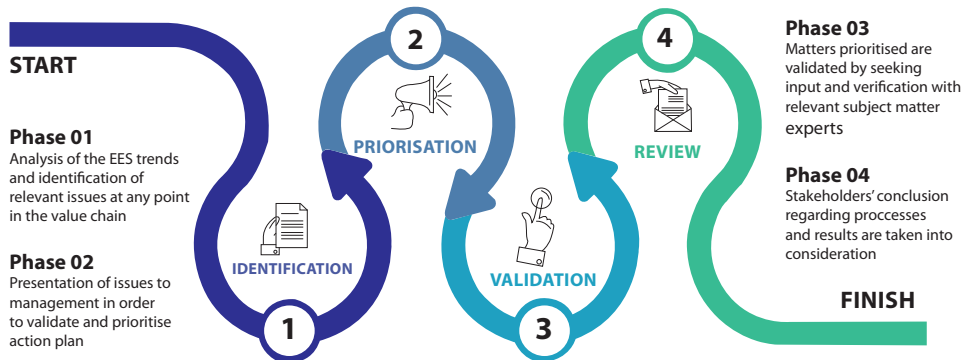 START
Phase 01
Analysis of the EES trends
and identification of
relevant issues at any point
in the value chain
Phase 02
Presentation of issues to
management in order
to validate and prioritise
action plan
IDENTIFICATION
1
2
PRIORISATION
VALIDATION
3
4
REVIEW
Phase 03
Matters prioritised are
validated by seeking
input and verification with
relevant subject matter
experts
Phase 04
Stakeholders’ conclusion
regarding proccesses
and results are taken into
consideration
FINISH